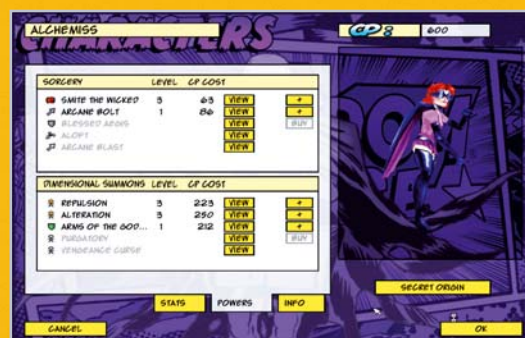 CHARACTERS
ALCHEMISS
CP: 600
SORCERY LEVEL CP COST
SMITE THE WICKED 3 63 VIEW +
ARCANE BOLT 1 86 VIEW +
BLESSED AEGIS VIEW BUY
ALOFT VIEW
ARCANE BLAST VIEW
DIMENSIONAL SUMMONS LEVEL CP COST
REPULSION 3 223 VIEW +
ALTERATION 3 250 VIEW +
ARMS OF THE GOD... 1 212 VIEW +
PURGATORY VIEW BUY
VENGEANCE CURSE VIEW
SECRET ORIGIN
STATS POWERS INFO
CANCEL OK